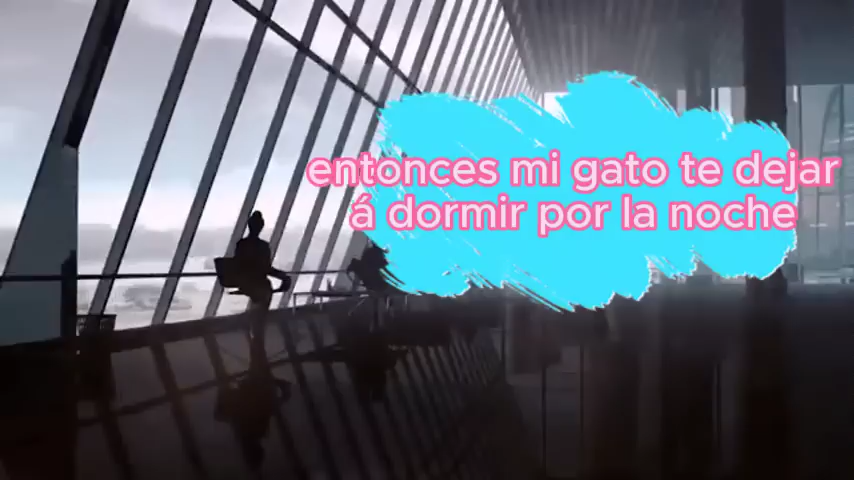 entonces mi gato te dejar
á dormir por la noche